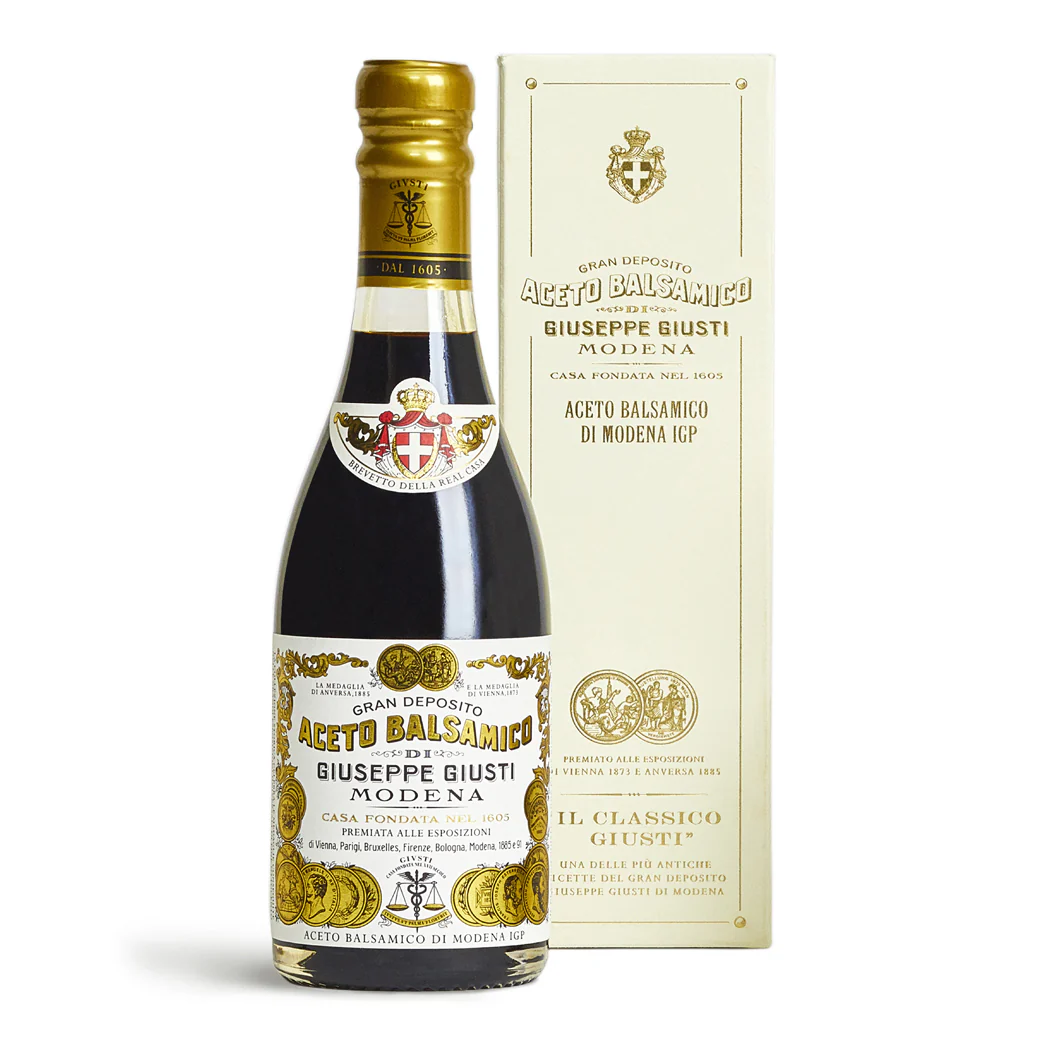 GIVSTI
·DAL 1605·
BREVETTO DELLA REAL CASA
LA MEDAGLIA
DI ANVERSA,1885
E LA MEDAGLIA
DI VIENNA,1873
GRAN DEPOSITO
ACETO BALSAMICO
DI
GIUSEPPE GIUSTI
MODENA
CASA FONDATA NEL 1605
PREMIATA ALLE ESPOSIZIONI
di Vienna, Parigi, Bruxelles, Firenze, Bologna, Modena, 1885 e 91
GIVSTI
ACETO BALSAMICO DI MODENA IGP
GRAN DEPOSITO
ACETO BALSAMICO
DI
GIUSEPPE GIUSTI
MODENA
CASA FONDATA NEL 1605
ACETO BALSAMICO
DI MODENA IGP
PREMIATO ALLE ESPOSIZIONI
DI VIENNA 1873 E ANVERSA 1885
IL CLASSICO
GIUSTI”
UNA DELLE PIÙ ANTICHE
RICETTE DEL GRAN DEPOSITO
GIUSEPPE GIUSTI DI MODENA